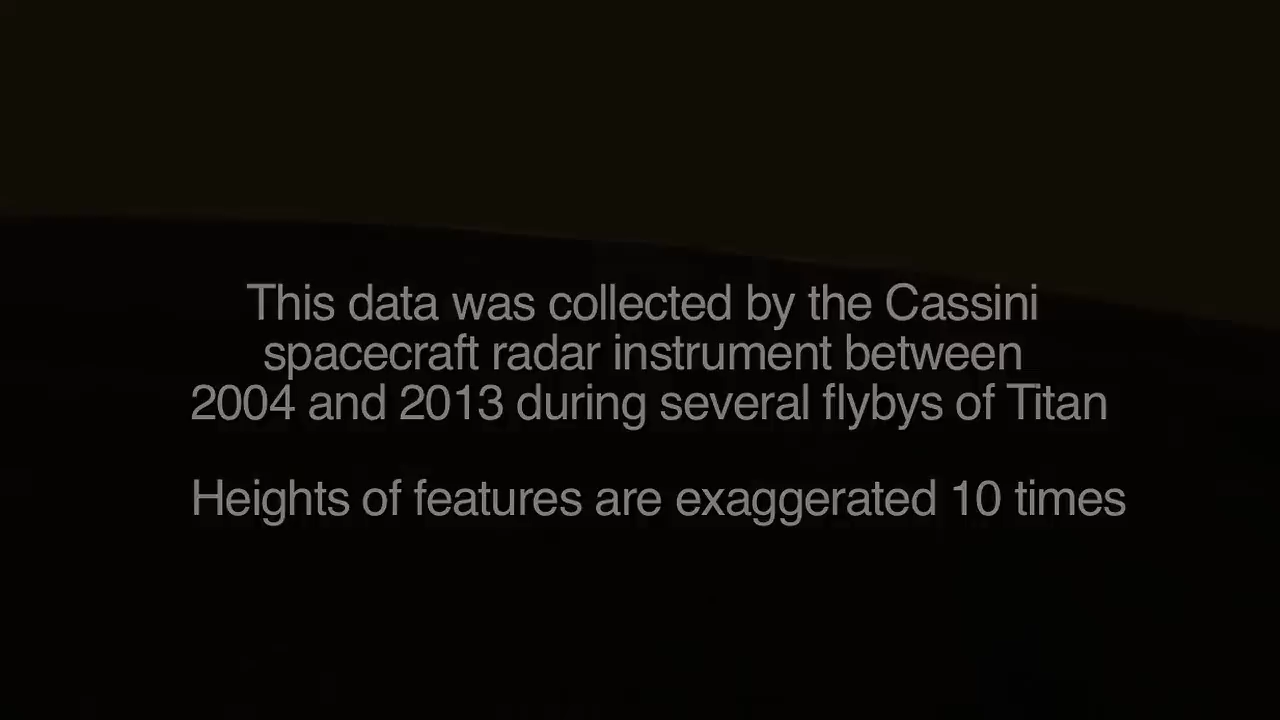 This data was collected by the Cassini
spacecraft radar instrument between
2004 and 2013 during several flybys of Titan
Heights of features are exaggerated 10 times